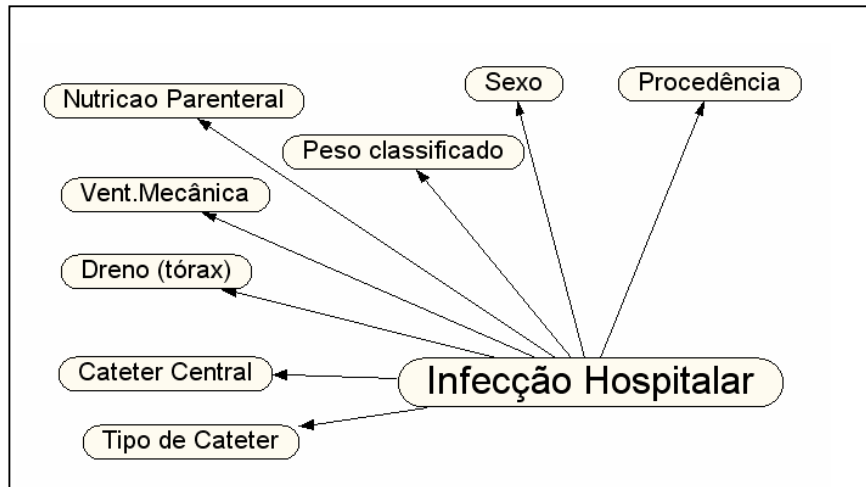 Sexo
Procedência
Nutricao Parenteral
Peso classificado
Vent.Mecânica
Dreno (tórax)
Cateter Central
Infecção Hospitalar
Tipo de Cateter